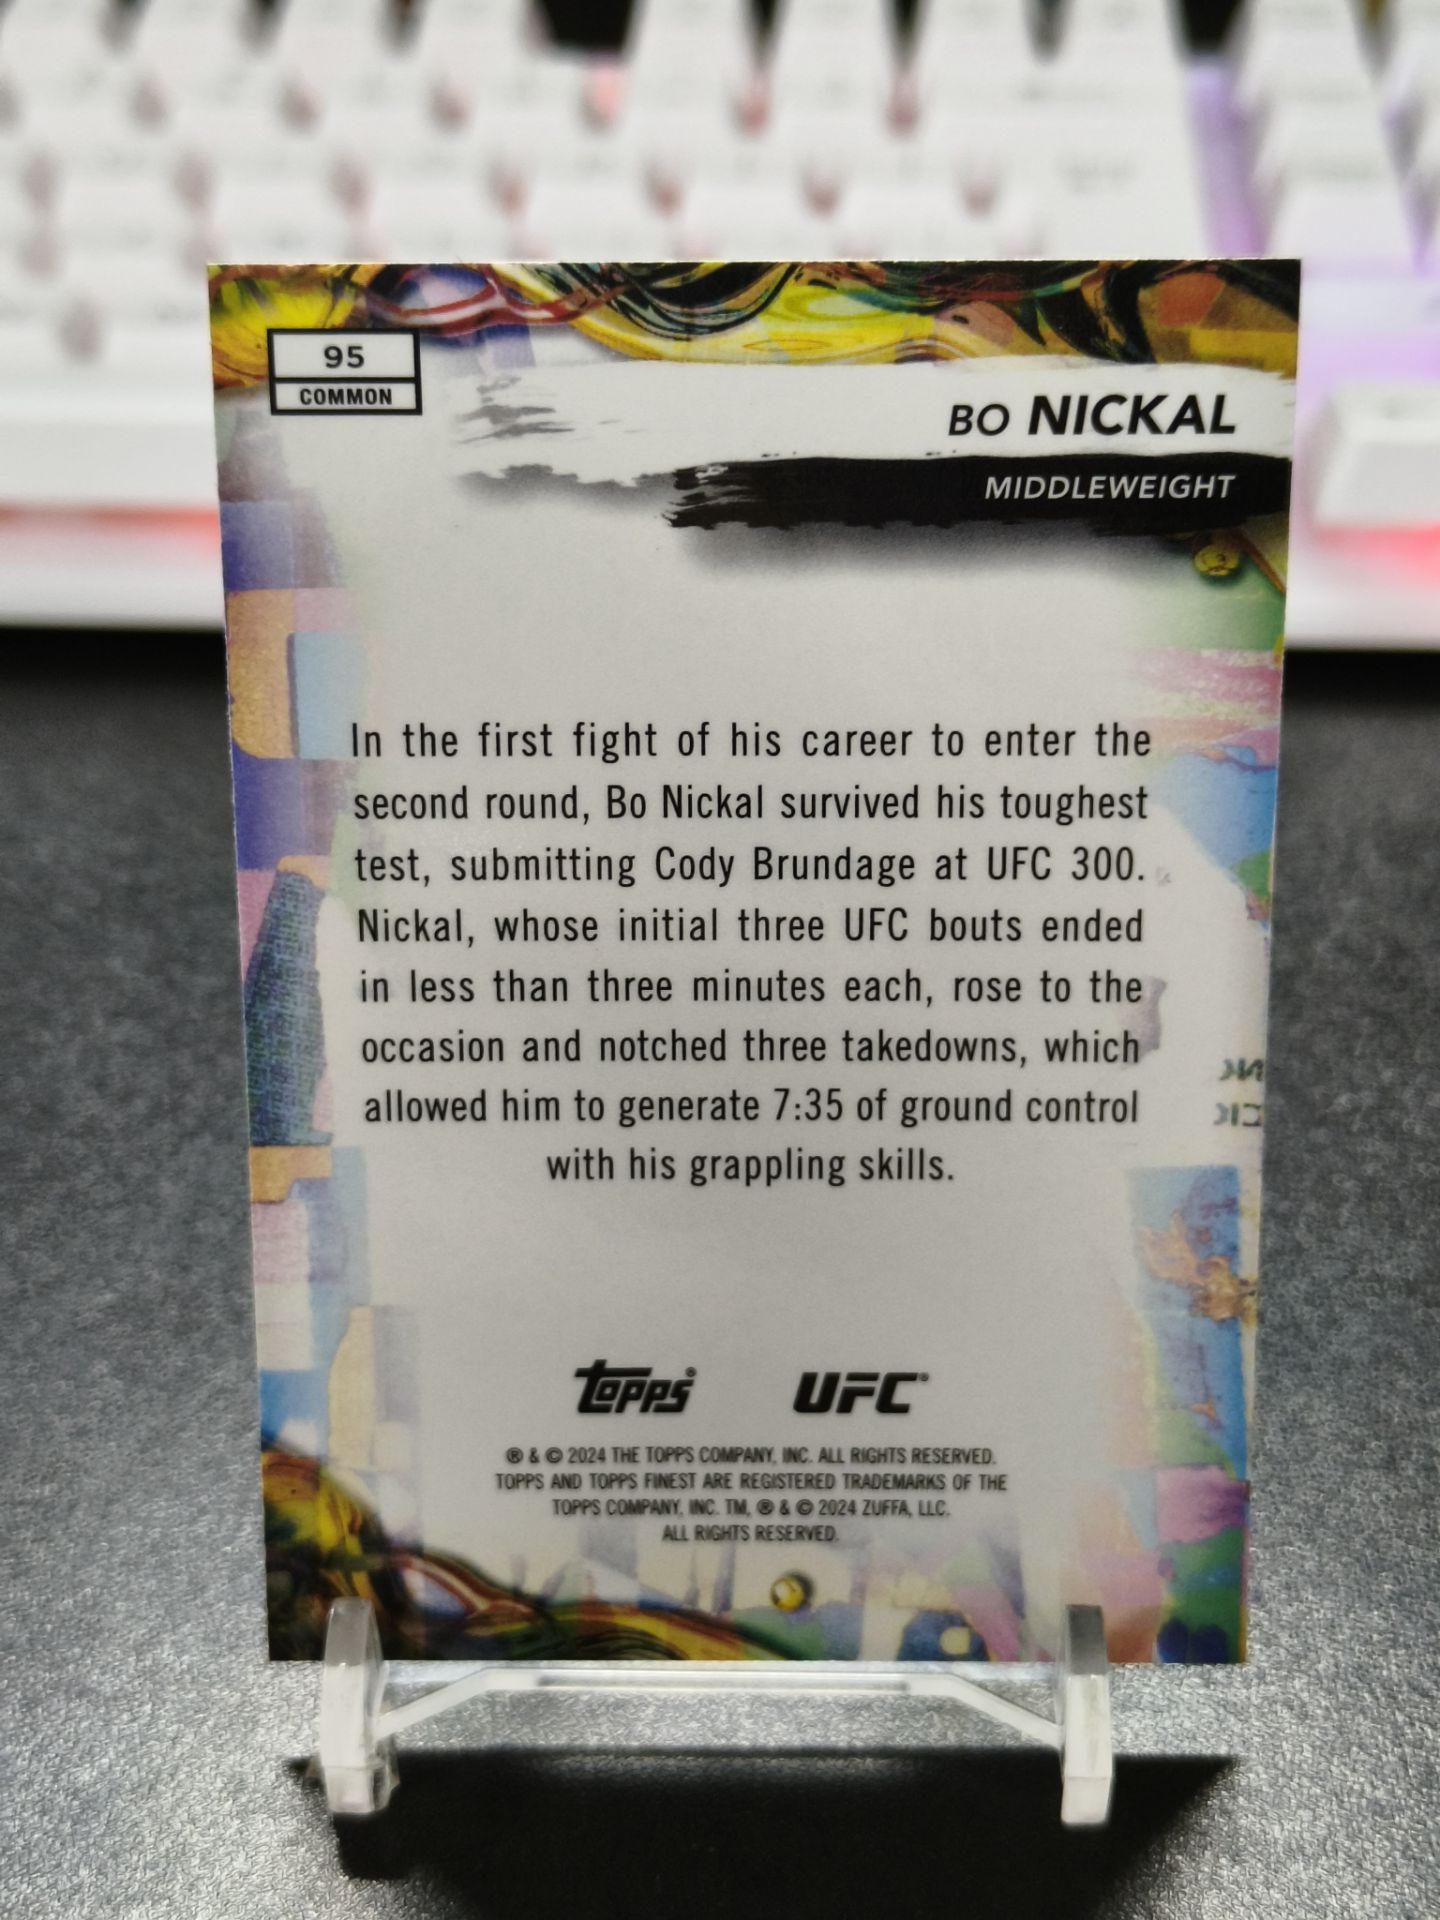 95
COMMON
BO NICKAL
MIDDLEWEIGHT
In the first fight of his career to enter the
second round, Bo Nickal survived his toughest
test, submitting Cody Brundage at UFC 300.
Nickal, whose initial three UFC bouts ended
in less than three minutes each, rose to the
occasion and notched three takedowns, which
allowed him to generate 7:35 of ground control
with his grappling skills.
Topps® UFC®
® & © 2024 THE TOPPS COMPANY, INC. ALL RIGHTS RESERVED.
TOPPS AND TOPPS FINEST ARE REGISTERED TRADEMARKS OF THE
TOPPS COMPANY, INC. TM, ® & © 2024 ZUFFA, LLC.
ALL RIGHTS RESERVED.